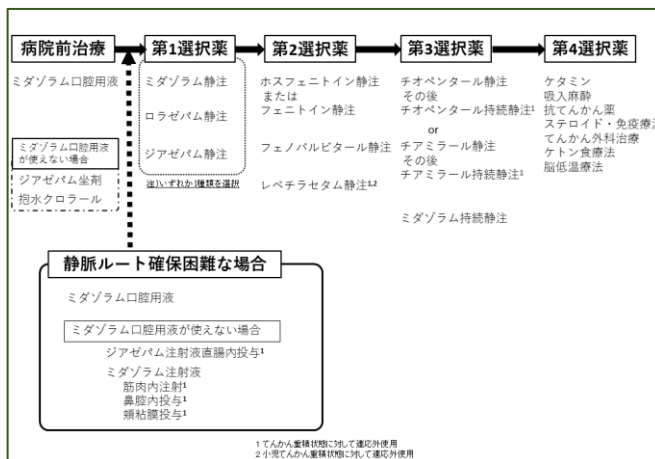 病院前治療
ミダゾラム口腔用液
ミダゾラム口腔用液
が使えない場合
ジアゼパム坐剤
抱水クロラール
第1選択薬
ミダゾラム静注
ロラゼパム静注
ジアゼパム静注
注)いずれか1種類を選択
第2選択薬
ホスフェニトイン静注
または
フェニトイン静注
フェノバルビタール静注
レベチラセタム静注1,2
第3選択薬
チオペンタール静注
その後
チオペンタール持続静注1
or
チアミラール静注
その後
チアミラール持続静注1
ミダゾラム持続静注
第4選択薬
ケタミン
吸入麻酔
抗てんかん薬
ステロイド・免疫療法
てんかん外科治療
ケトン食療法
脳低温療法
静脈ルート確保困難な場合
ミダゾラム口腔用液
ミダゾラム口腔用液が使えない場合
ジアゼパム注射液直腸内投与1
ミダゾラム注射液
筋肉内注射1
鼻腔内投与1
頬粘膜投与1
1 てんかん重積状態に対して適応外使用
2 小児てんかん重積状態に対して適応外使用